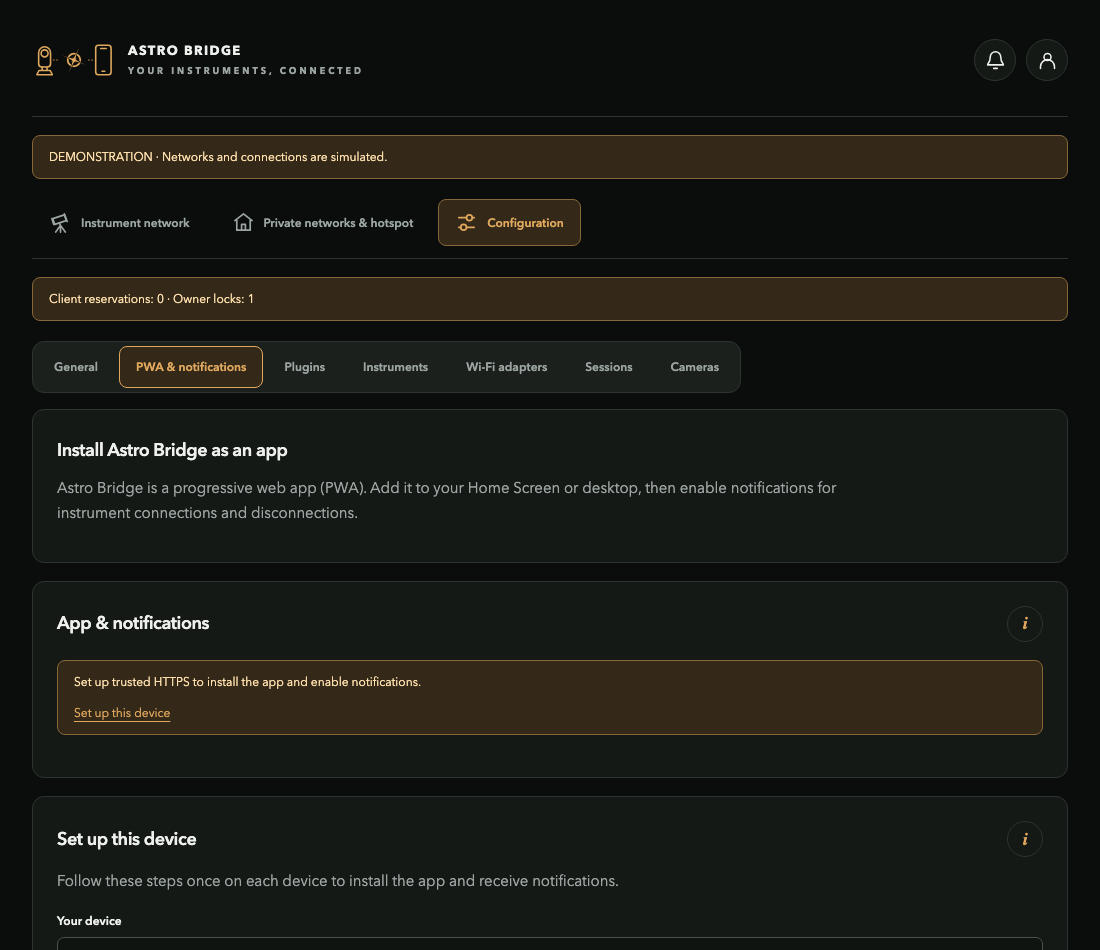 ASTRO BRIDGE
YOUR INSTRUMENTS, CONNECTED
DEMONSTRATION · Networks and connections are simulated.
Instrument network
Private networks & hotspot
Configuration
Client reservations: 0 · Owner locks: 1
General
PWA & notifications
Plugins
Instruments
Wi-Fi adapters
Sessions
Cameras
Install Astro Bridge as an app
Astro Bridge is a progressive web app (PWA). Add it to your Home Screen or desktop, then enable notifications for
instrument connections and disconnections.
App & notifications
i
Set up trusted HTTPS to install the app and enable notifications.
Set up this device
Set up this device
i
Follow these steps once on each device to install the app and receive notifications.
Your device